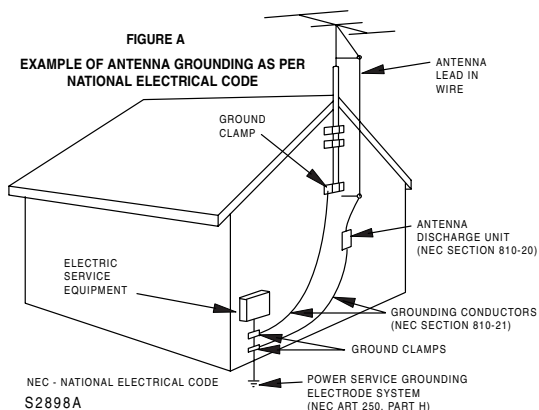 FIGURE A
EXAMPLE OF ANTENNA GROUNDING AS PER
NATIONAL ELECTRICAL CODE
ANTENNA
LEAD IN
WIRE
GROUND
CLAMP
ANTENNA
DISCHARGE UNIT
(NEC SECTION 810-20)
ELECTRIC
SERVICE
EQUIPMENT
GROUNDING CONDUCTORS
(NEC SECTION 810-21)
GROUND CLAMPS
NEC - NATIONAL ELECTRICAL CODE
POWER SERVICE GROUNDING
ELECTRODE SYSTEM
(NEC ART 250, PART H)
S2898A